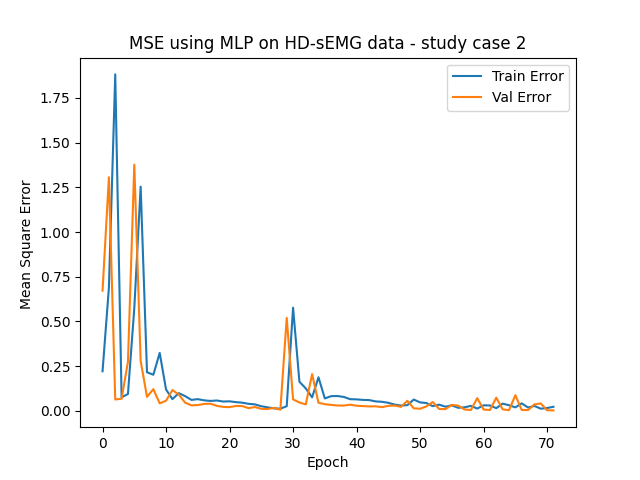 MSE using MLP on HD-sEMG data - study case 2
Train Error
Val Error
Mean Square Error
1.75
1.50
1.25
1.00
0.75
0.50
0.25
0.00
0 10 20 30 40 50 60 70
Epoch